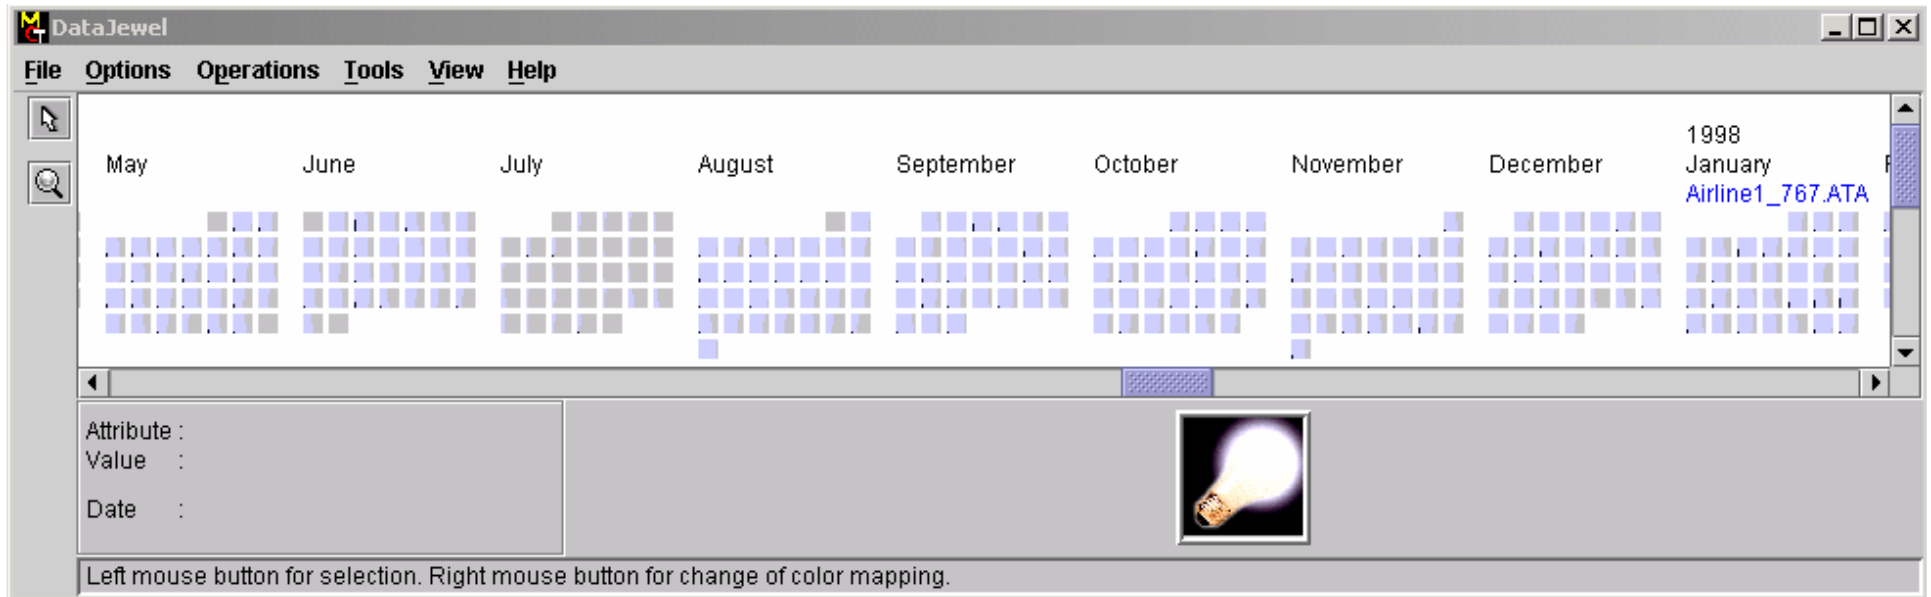 DataJewel
File Options Operations Tools View Help
1998
May June July August September October November December January F
Airline1_767.ATA
Attribute :
Value :
Date :
Left mouse button for selection. Right mouse button for change of color mapping.